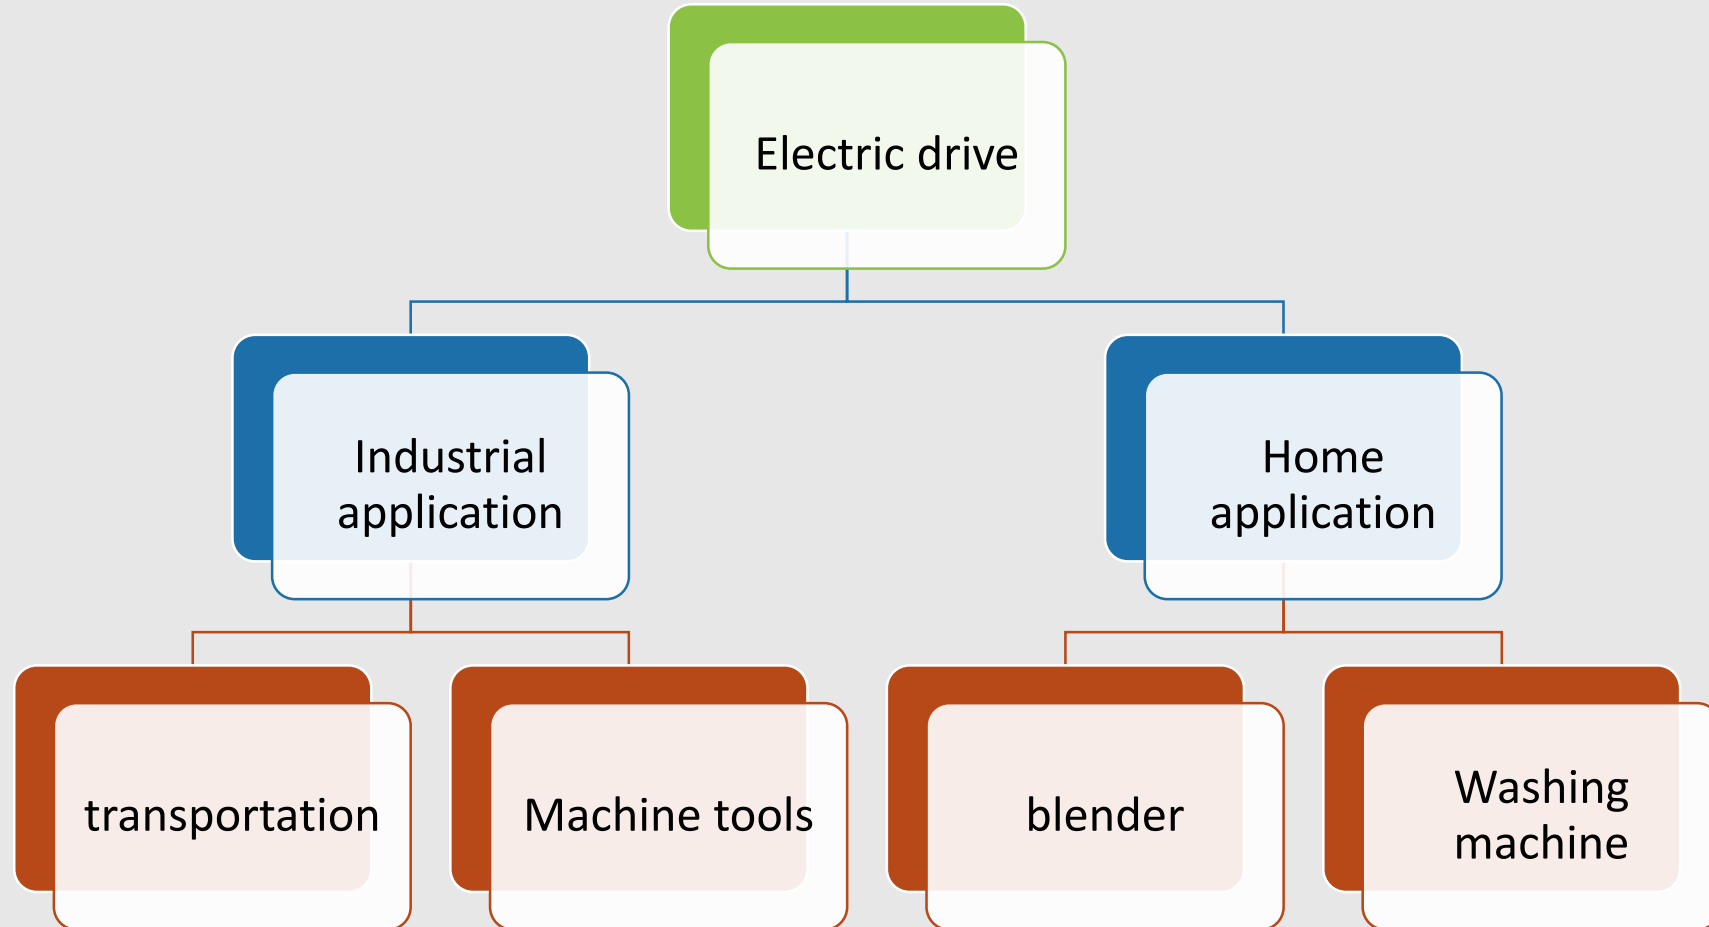 Electric drive
Industrial
application
Home
application
transportation
Machine tools
blender
Washing
machine